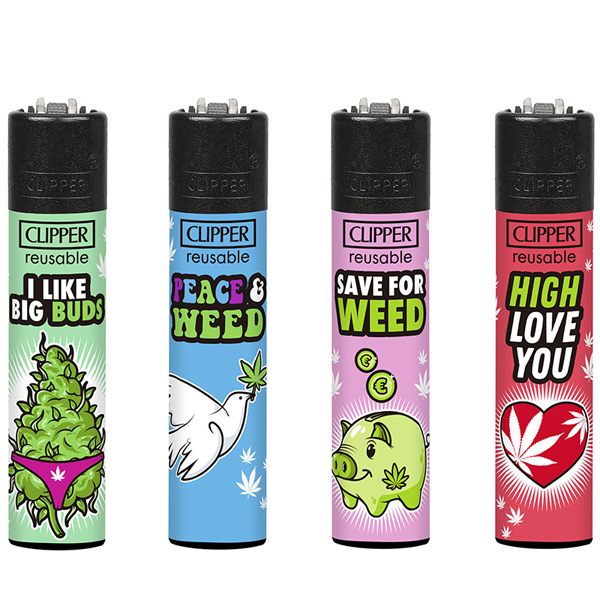 CLIPPER
CLIPPER
reusable
I LIKE
BIG BUDS
CLIPPER
CLIPPER
reusable
PEACE &
WEED
CLIPPER
CLIPPER
reusable
SAVE FOR
WEED
€
€
CLIPPER
CLIPPER
reusable
HIGH
LOVE
YOU